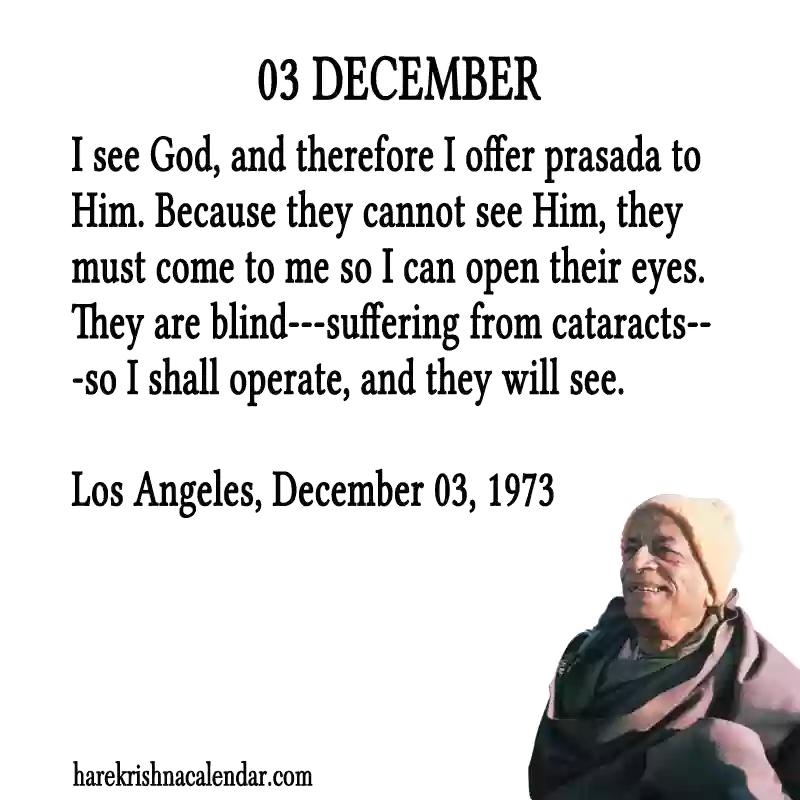 03 DECEMBER
I see God, and therefore I offer prasada to
Him. Because they cannot see Him, they
must come to me so I can open their eyes.
They are blind---suffering from cataracts--
-so I shall operate, and they will see.
Los Angeles, December 03, 1973
harekrishnacalendar.com